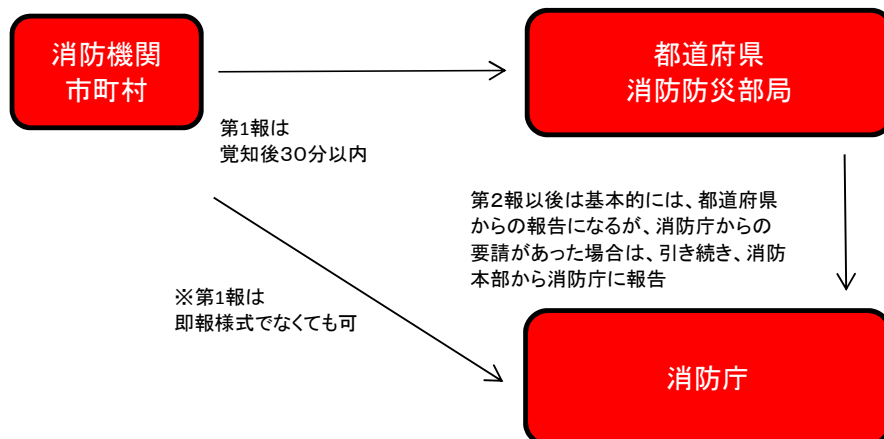 消防機関
市町村
都道府県
消防防災部局
第1報は
覚知後30分以内
第2報以後は基本的には、都道府県
からの報告になるが、消防庁からの
要請があった場合は、引き続き、消防
本部から消防庁に報告
※第1報は
即報様式でなくても可
消防庁